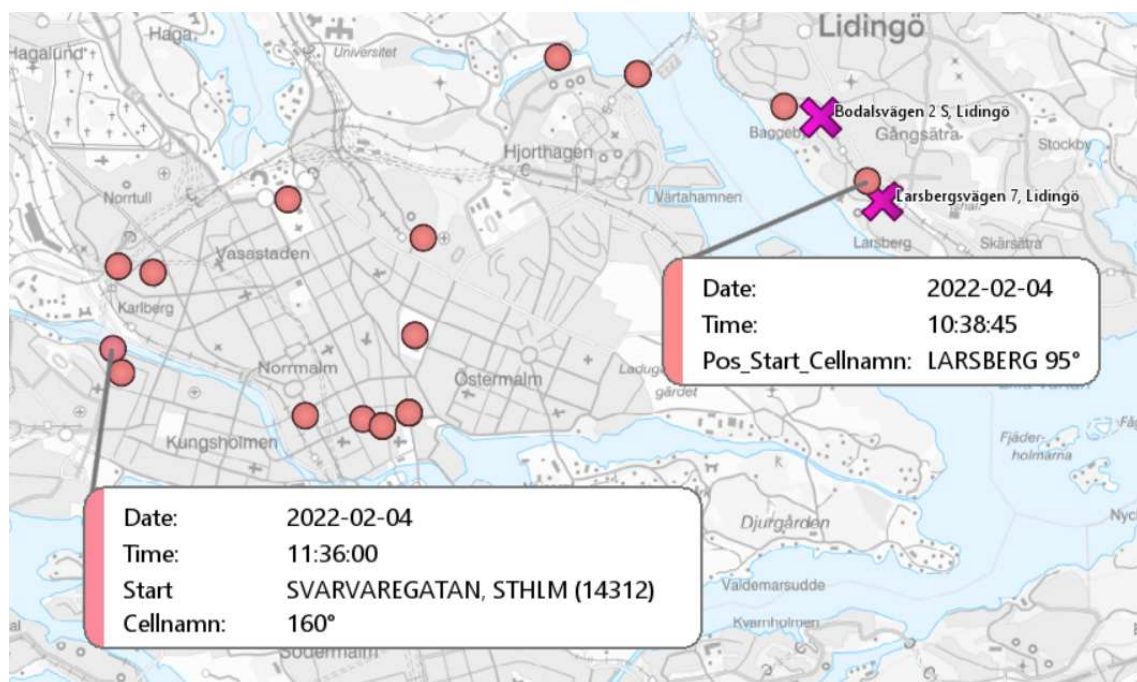 Lidingö
Haga
Hagalund
Universitet
Bodalsvägen 2 S, Lidingö
Baggeby
Gångsätra
Stockby
Hjorthagen
Norrtull
Värtahamnen
Larsbergsvägen 7, Lidingö
Vasastaden
Larsberg
Skärsätra
Karlberg
Date: 2022-02-04
Time: 10:38:45
Pos_Start_Cellnamn: LARSBERG 95°
Norrmalm
Östermalm
gärdet
Kungsholmen
Fjäder-
holmarna
Date: 2022-02-04
Time: 11:36:00
Start SVARVAREGATAN, STHLM (14312)
Cellnamn: 160°
Djurgården
Valdemarsudde
Kvarnholmen
Södermalm